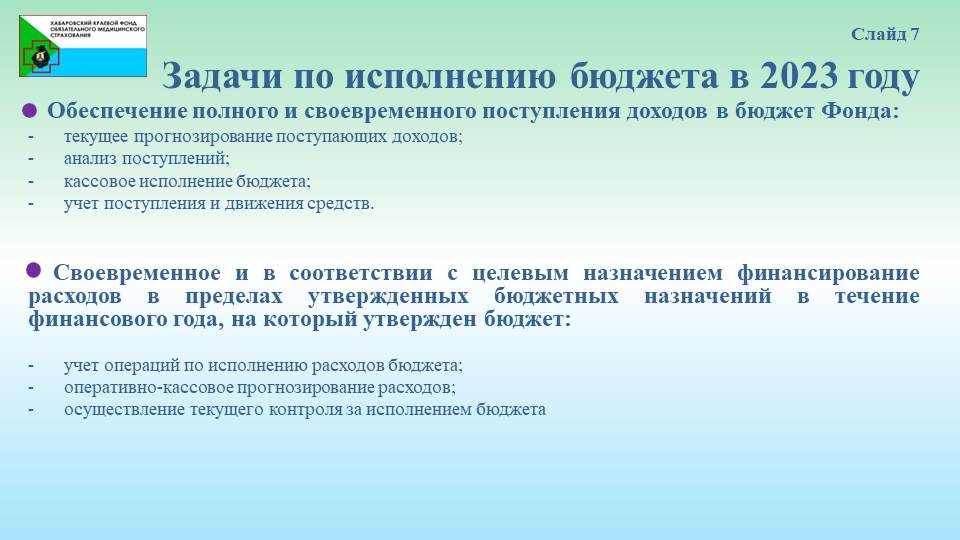 ХАБАРОВСКИЙ КРАЕВОЙ ФОНД
ОБЯЗАТЕЛЬНОГО МЕДИЦИНСКОГО
СТРАХОВАНИЯ
Слайд 7
Задачи по исполнению бюджета в 2023 году
Обеспечение полного и своевременного поступления доходов в бюджет Фонда:
- текущее прогнозирование поступающих доходов;
- анализ поступлений;
- кассовое исполнение бюджета;
- учет поступления и движения средств.
Своевременное и в соответствии с целевым назначением финансирование
расходов в пределах утвержденных бюджетных назначений в течение
финансового года, на который утвержден бюджет:
- учет операций по исполнению расходов бюджета;
- оперативно-кассовое прогнозирование расходов;
- осуществление текущего контроля за исполнением бюджета